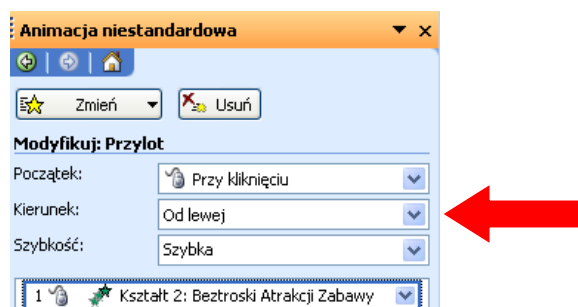 Animacja niestandardowa
Zmień Usuń
Modyfikuj: Przylot
Początek: Przy kliknięciu
Kierunek: Od lewej
Szybkość: Szybka
1 Kształt 2: Beztroski Atrakcji Zabawy